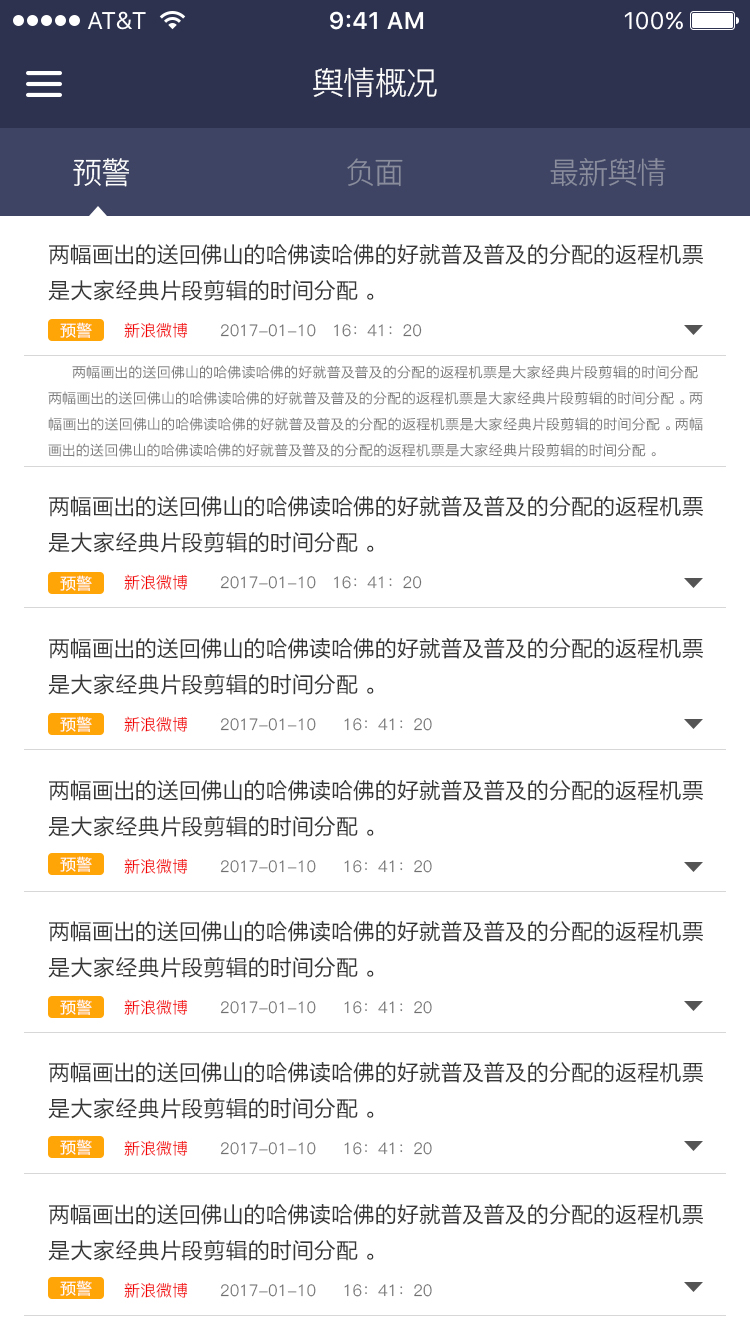 AT&T 9:41 AM 100%
舆情概况
预警 负面 最新舆情
两幅画出的送回佛山的哈佛读哈佛的好就普及普及的分配的返程机票
是大家经典片段剪辑的时间分配 。
预警 新浪微博 2017-01-10 16：41：20
两幅画出的送回佛山的哈佛读哈佛的好就普及普及的分配的返程机票是大家经典片段剪辑的时间分配
两幅画出的送回佛山的哈佛读哈佛的好就普及普及的分配的返程机票是大家经典片段剪辑的时间分配 。两
幅画出的送回佛山的哈佛读哈佛的好就普及普及的分配的返程机票是大家经典片段剪辑的时间分配 。两幅
画出的送回佛山的哈佛读哈佛的好就普及普及的分配的返程机票是大家经典片段剪辑的时间分配 。
两幅画出的送回佛山的哈佛读哈佛的好就普及普及的分配的返程机票
是大家经典片段剪辑的时间分配 。
预警 新浪微博 2017-01-10 16：41：20
两幅画出的送回佛山的哈佛读哈佛的好就普及普及的分配的返程机票
是大家经典片段剪辑的时间分配 。
预警 新浪微博 2017-01-10 16：41：20
两幅画出的送回佛山的哈佛读哈佛的好就普及普及的分配的返程机票
是大家经典片段剪辑的时间分配 。
预警 新浪微博 2017-01-10 16：41：20
两幅画出的送回佛山的哈佛读哈佛的好就普及普及的分配的返程机票
是大家经典片段剪辑的时间分配 。
预警 新浪微博 2017-01-10 16：41：20
两幅画出的送回佛山的哈佛读哈佛的好就普及普及的分配的返程机票
是大家经典片段剪辑的时间分配 。
预警 新浪微博 2017-01-10 16：41：20
两幅画出的送回佛山的哈佛读哈佛的好就普及普及的分配的返程机票
是大家经典片段剪辑的时间分配 。
预警 新浪微博 2017-01-10 16：41：20